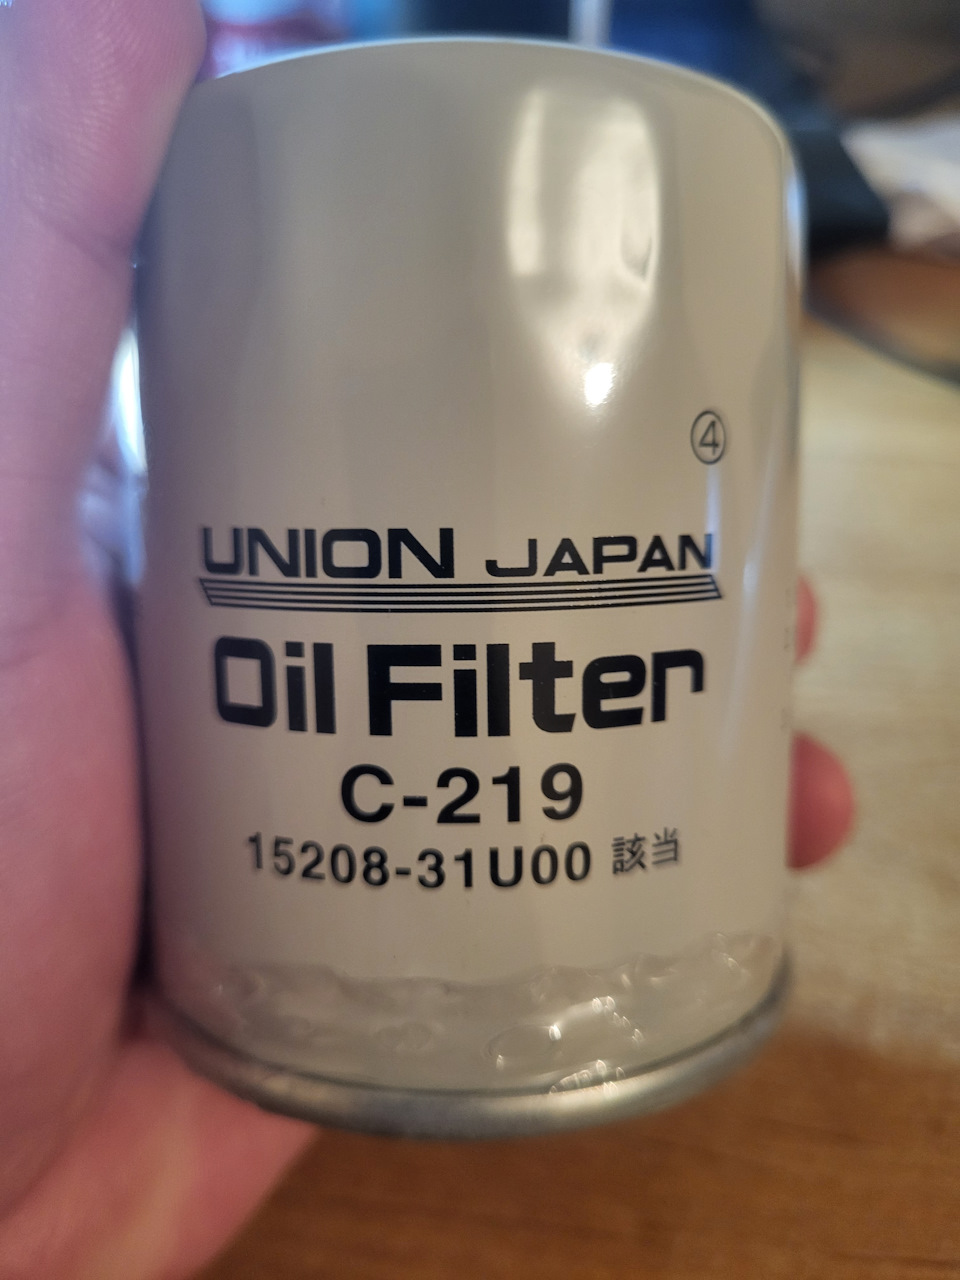 ④
UNION JAPAN
Oil Filter
C-219
15208-31U00 該当